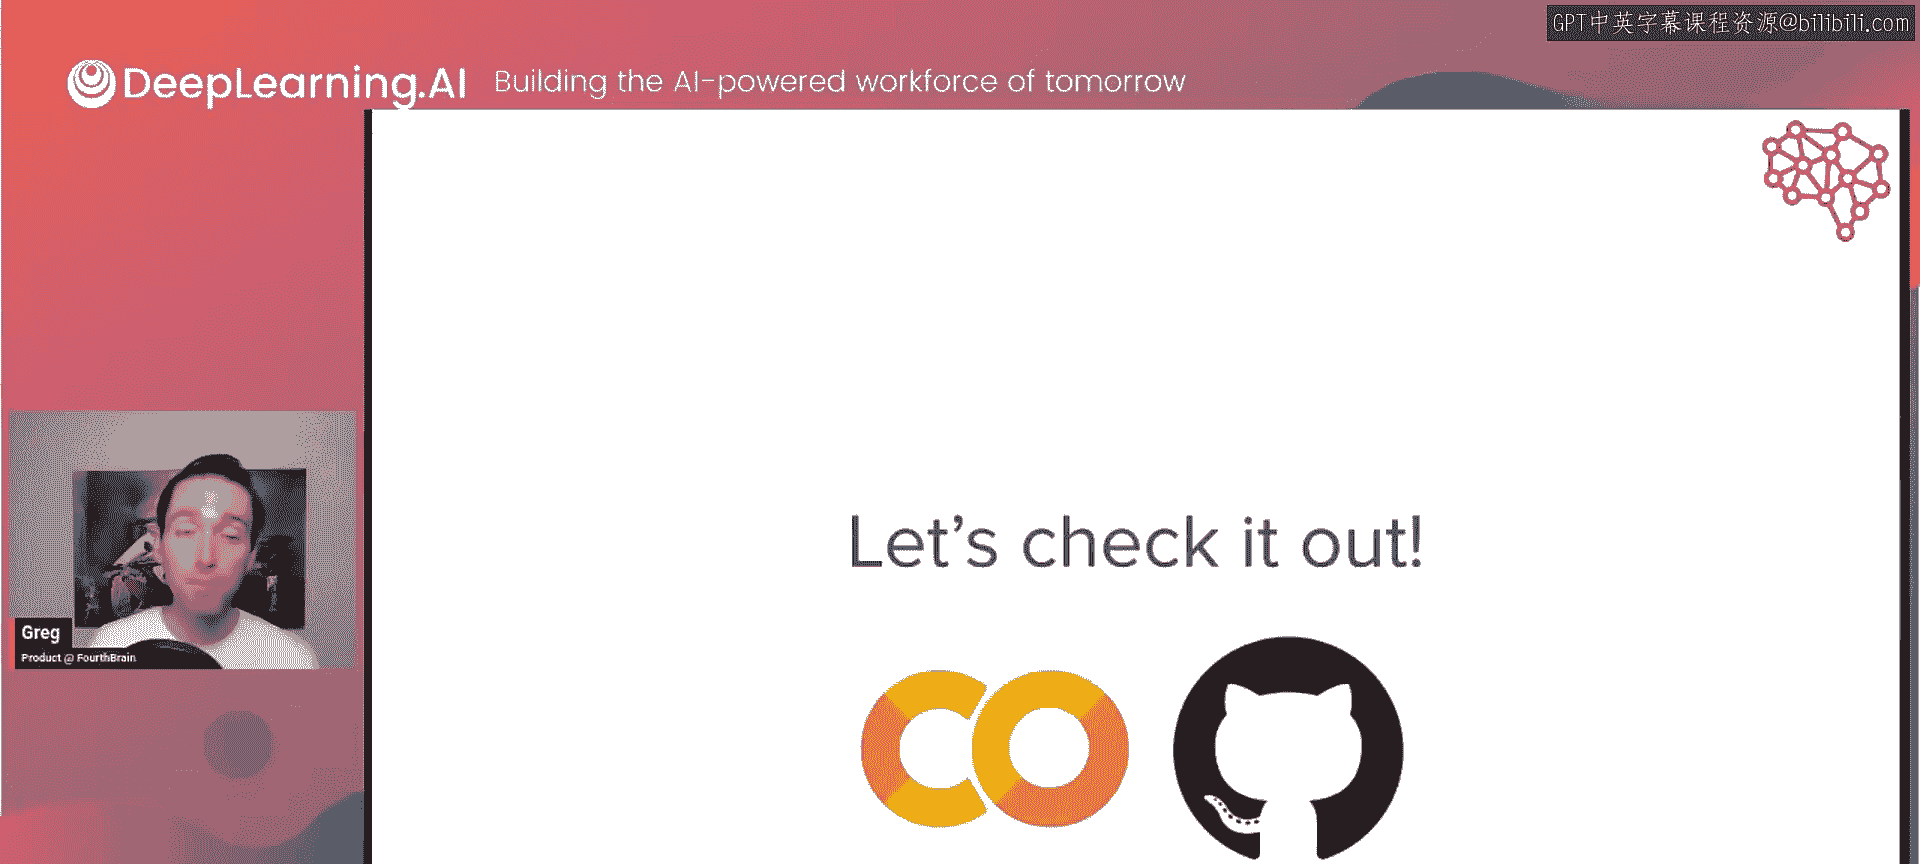 GPT中英字幕课程资源@bilibili.com
DeepLearning.AI Building the AI-powered workforce of tomorrow
Let's check it out!
Greg
Product @ FourthBrain